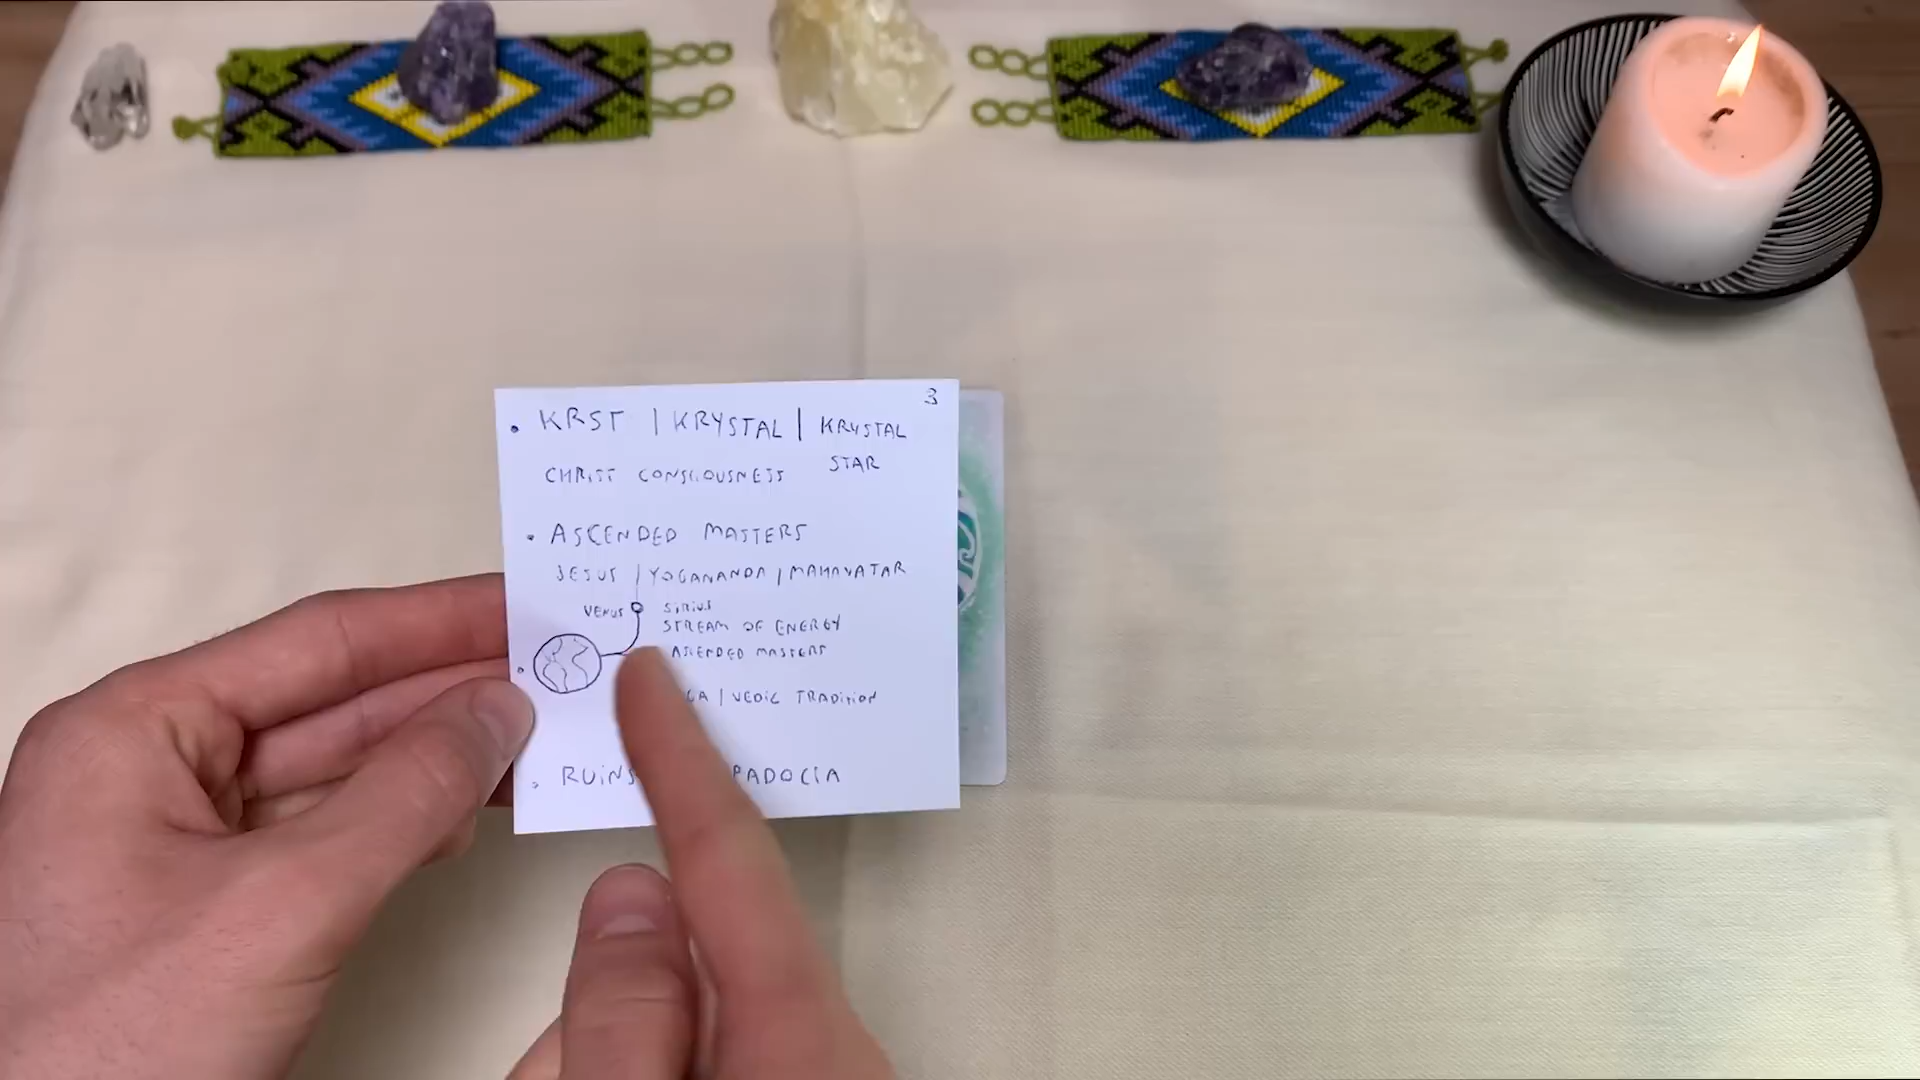 3
• KRST | KRYSTAL | KRYSTAL STAR
CHRIST CONSCIOUSNESS
• ASCENDED MASTERS
JESUS | YOGANANDA | MAHAVATAR
VENUS SIRIUS
STREAM OF ENERGY
ASCENDED MASTERS
| VEDIC TRADITION
• RUINS